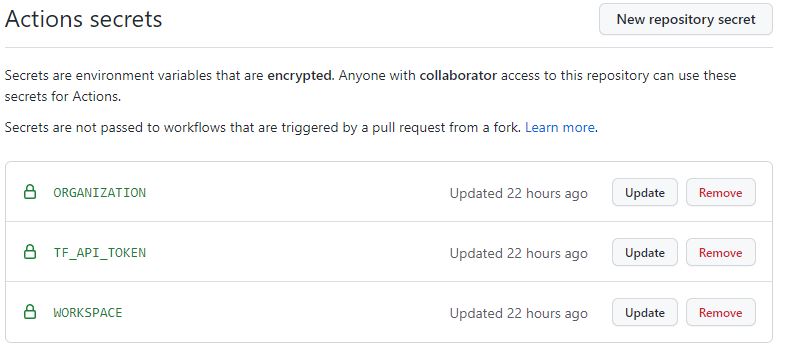 Actions secrets
New repository secret
Secrets are environment variables that are encrypted. Anyone with collaborator access to this repository can use these
secrets for Actions.
Secrets are not passed to workflows that are triggered by a pull request from a fork. Learn more.
ORGANIZATION Updated 22 hours ago Update Remove
TF_API_TOKEN Updated 22 hours ago Update Remove
WORKSPACE Updated 22 hours ago Update Remove